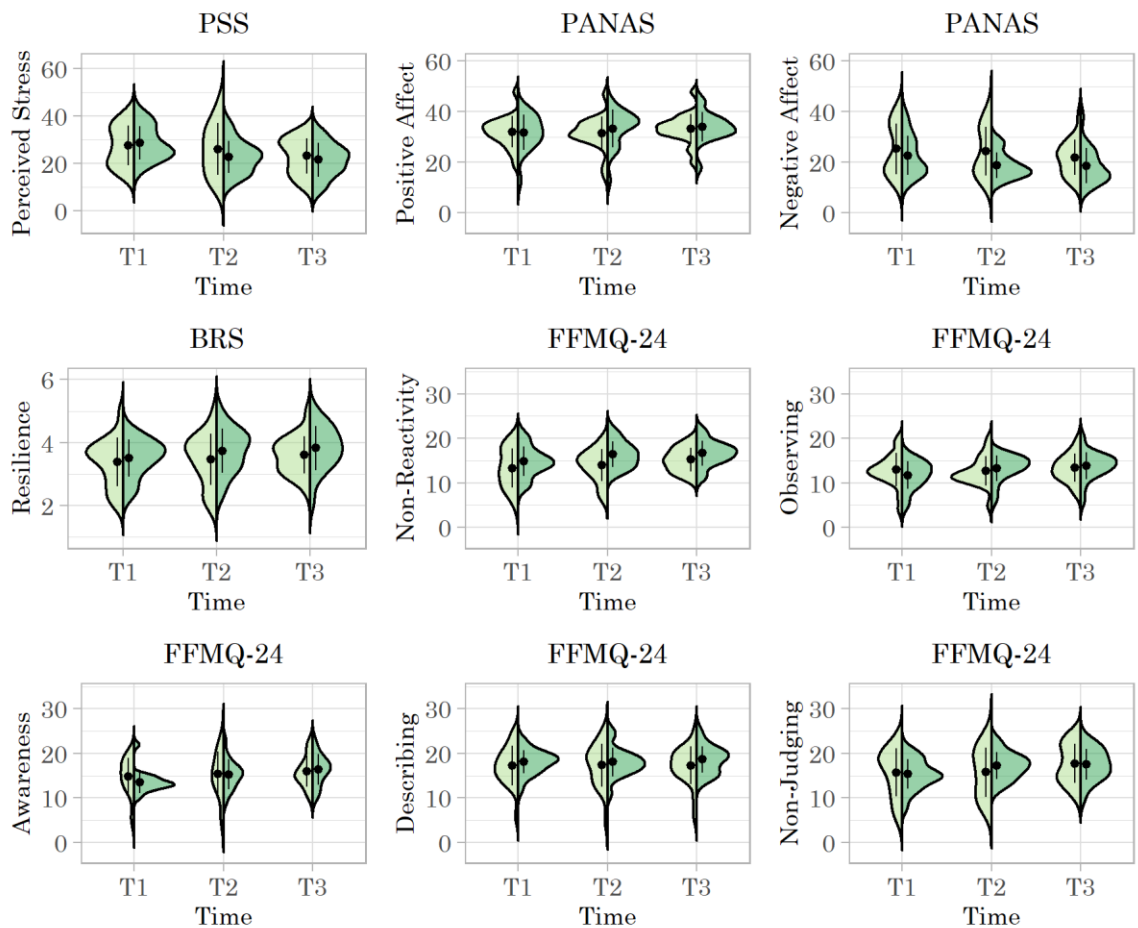 PSS
PANAS
PANAS
Perceived Stress
60
40
20
0
T1 T2 T3
Time
Positive Affect
60
40
20
0
T1 T2 T3
Time
Negative Affect
60
40
20
0
T1 T2 T3
Time
BRS
FFMQ-24
FFMQ-24
Resilience
6
4
2
T1 T2 T3
Time
Non-Reactivity
30
20
10
0
T1 T2 T3
Time
Observing
30
20
10
0
T1 T2 T3
Time
FFMQ-24
FFMQ-24
FFMQ-24
Awareness
30
20
10
0
T1 T2 T3
Time
Describing
30
20
10
0
T1 T2 T3
Time
Non-Judging
30
20
10
0
T1 T2 T3
Time